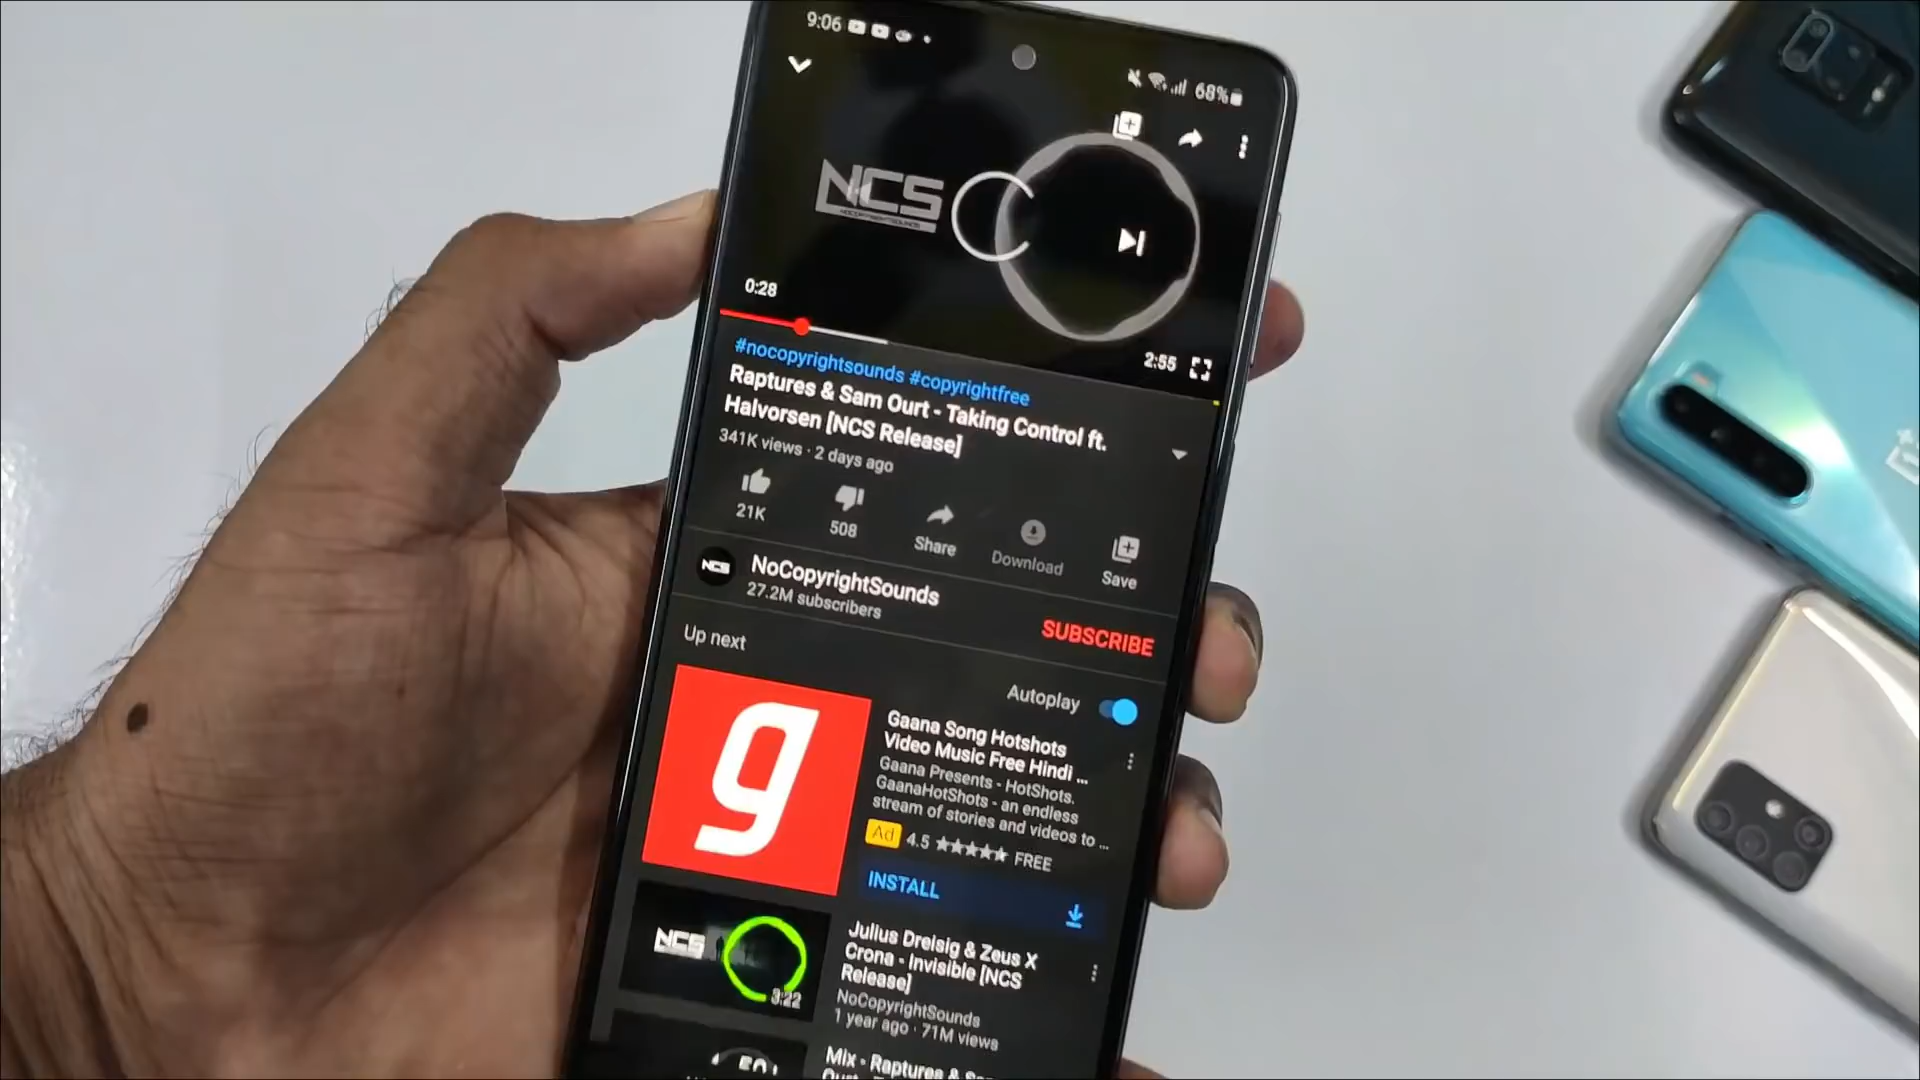 9:06
68%
NCS
NOCOPYRIGHTSOUNDS
0:28
2:55
#nocopyrightsounds #copyrightfree
Raptures & Sam Ourt - Taking Control ft.
Halvorsen [NCS Release]
341K views · 2 days ago
21K
508
Share
Download
Save
NCS
NoCopyrightSounds
27.2M subscribers
SUBSCRIBE
Up next
Autoplay
g
Gaana Song Hotshots
Video Music Free Hindi ...
Gaana Presents - HotShots.
GaanaHotShots - an endless
stream of stories and videos to ...
Ad 4.5 FREE
INSTALL
NCS
3:22
Julius Dreisig & Zeus X
Crona - Invisible [NCS
Release]
NoCopyrightSounds
1 year ago · 71M views
Mix - Raptures &